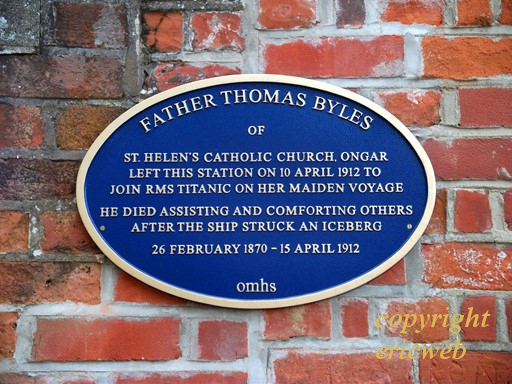 FATHER THOMAS BYLES
OF
ST. HELEN'S CATHOLIC CHURCH, ONGAR
LEFT THIS STATION ON 10 APRIL 1912 TO
JOIN RMS TITANIC ON HER MAIDEN VOYAGE
HE DIED ASSISTING AND COMFORTING OTHERS
AFTER THE SHIP STRUCK AN ICEBERG
26 FEBRUARY 1870 – 15 APRIL 1912
omhs
copyright
ericweb